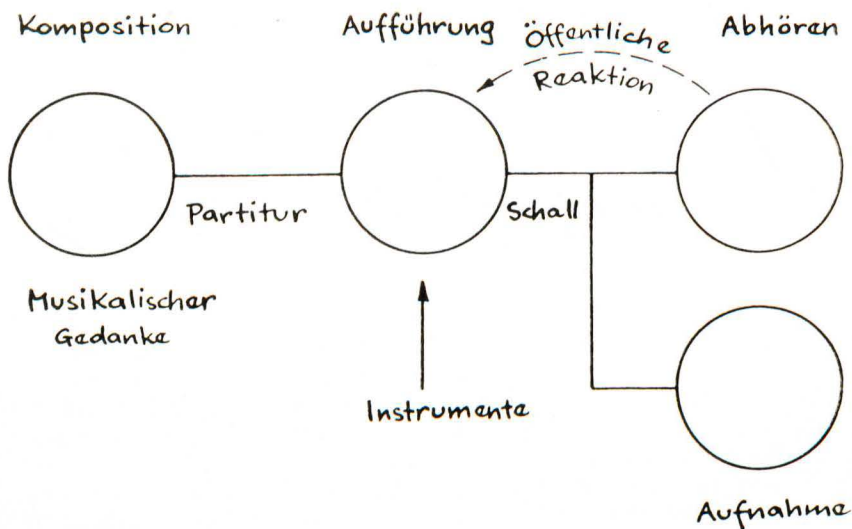 Komposition
Aufführung
Öffentliche
Reaktion
Abhören
Partitur
Schall
Musikalischer
Gedanke
Instrumente
Aufnahme